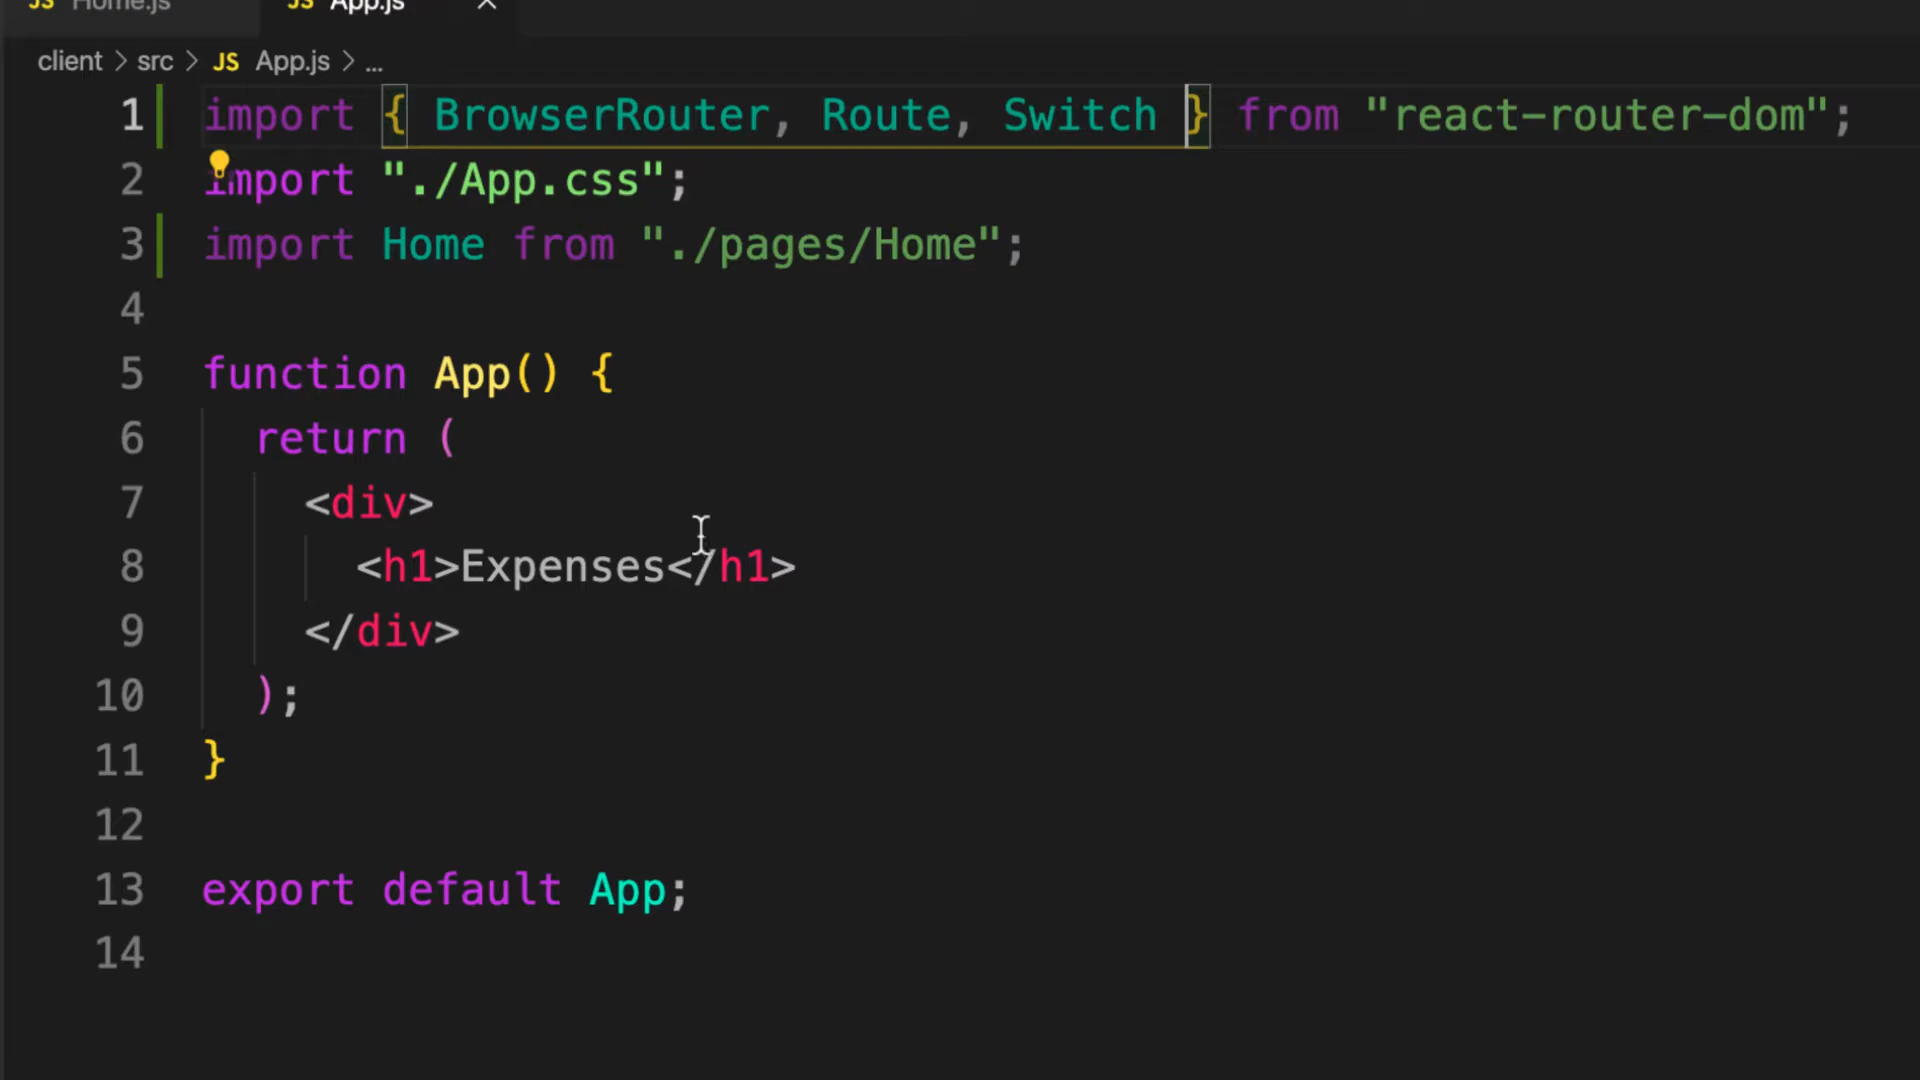 JS Home.js JS App.js ×
client > src > JS App.js > ...
1 import { BrowserRouter, Route, Switch } from "react-router-dom";
2 import "./App.css";
3 import Home from "./pages/Home";
4
5 function App() {
6 return (
7 <div>
8 <h1>Expenses</h1>
9 </div>
10 );
11 }
12
13 export default App;
14